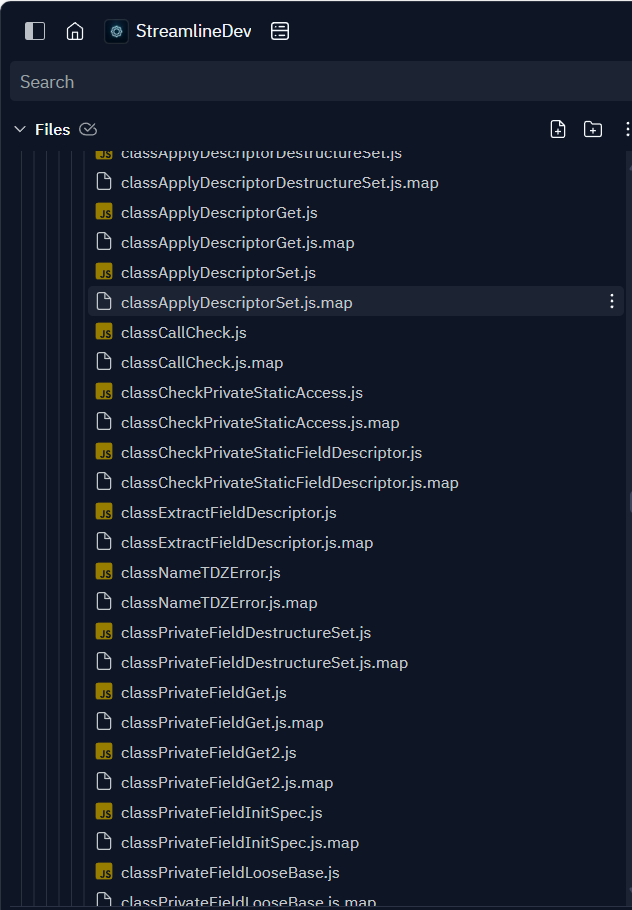 StreamlineDev
Search
Files
classApplyDescriptorDestructureSet.js
classApplyDescriptorDestructureSet.js.map
JS classApplyDescriptorGet.js
classApplyDescriptorGet.js.map
JS classApplyDescriptorSet.js
classApplyDescriptorSet.js.map
JS classCallCheck.js
classCallCheck.js.map
JS classCheckPrivateStaticAccess.js
classCheckPrivateStaticAccess.js.map
JS classCheckPrivateStaticFieldDescriptor.js
classCheckPrivateStaticFieldDescriptor.js.map
JS classExtractFieldDescriptor.js
classExtractFieldDescriptor.js.map
JS classNameTDZError.js
classNameTDZError.js.map
JS classPrivateFieldDestructureSet.js
classPrivateFieldDestructureSet.js.map
JS classPrivateFieldGet.js
classPrivateFieldGet.js.map
JS classPrivateFieldGet2.js
classPrivateFieldGet2.js.map
JS classPrivateFieldInitSpec.js
classPrivateFieldInitSpec.js.map
JS classPrivateFieldLooseBase.js
classPrivateFieldLooseBase.js.map